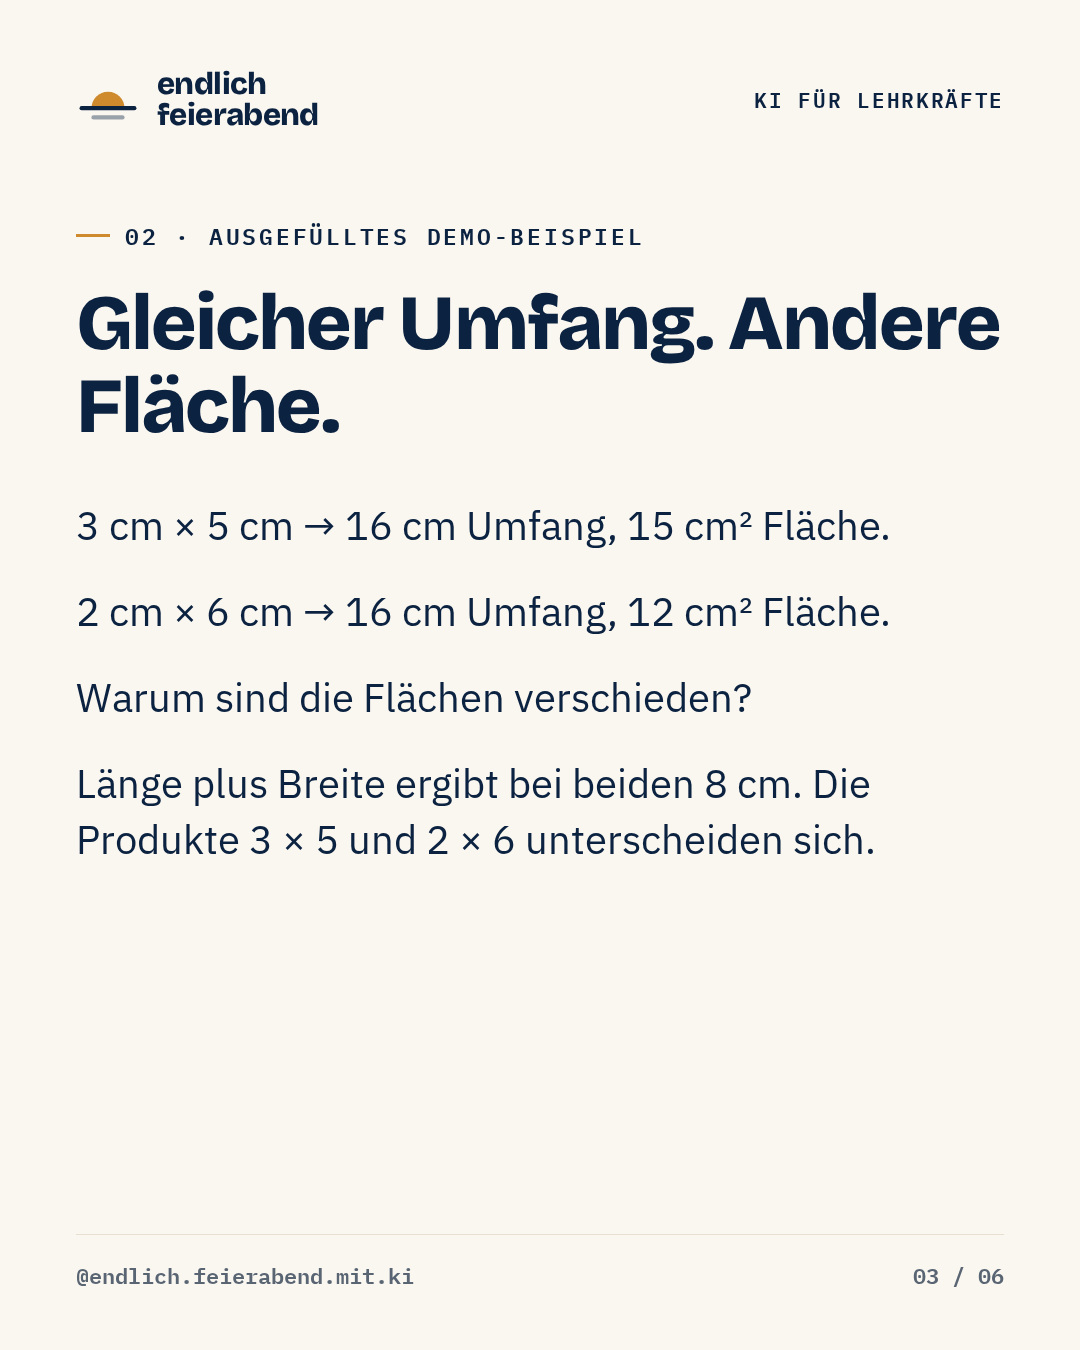 endlich
feierabend
KI FÜR LEHRKRÄFTE
02 · AUSGEFÜLLTES DEMO-BEISPIEL
Gleicher Umfang. Andere
Fläche.
3 cm × 5 cm → 16 cm Umfang, 15 cm² Fläche.
2 cm × 6 cm → 16 cm Umfang, 12 cm² Fläche.
Warum sind die Flächen verschieden?
Länge plus Breite ergibt bei beiden 8 cm. Die
Produkte 3 × 5 und 2 × 6 unterscheiden sich.
@endlich.feierabend.mit.ki
03 / 06